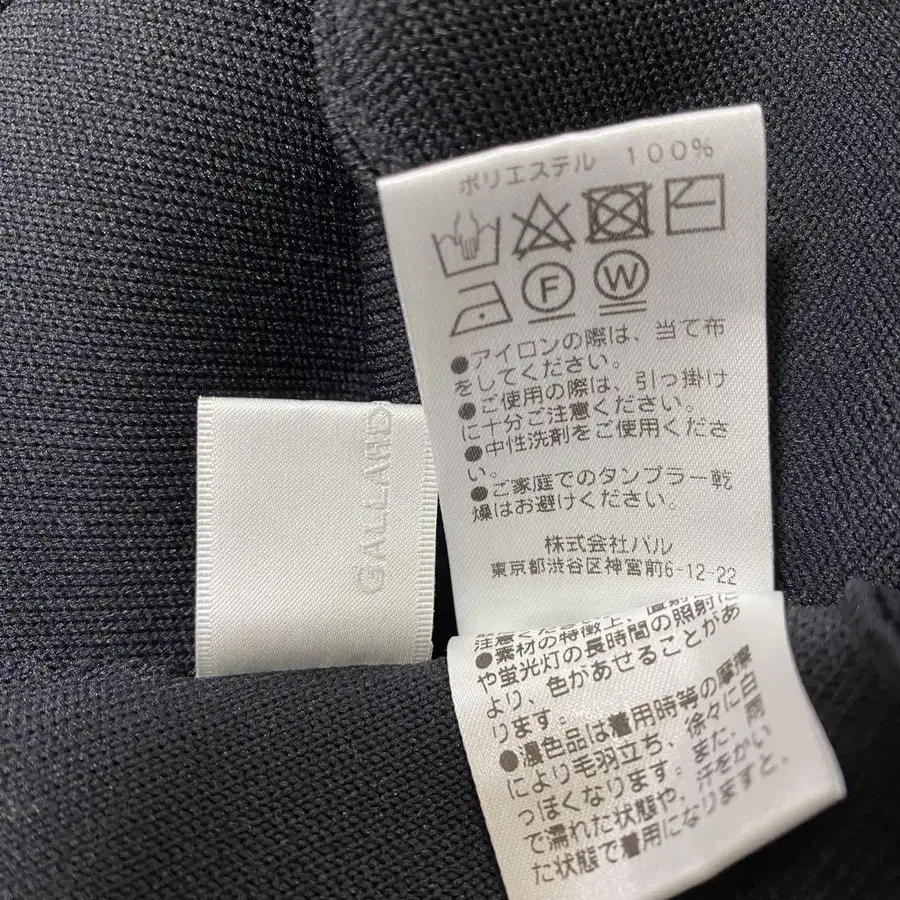 ポリエステル 100%
F W
●アイロンの際は、当て布
をしてください。
●ご使用の際は、引っ掛け
に十分ご注意ください。
●中性洗剤をご使用くださ
い。
●ご家庭でのタンブラー乾
燥はお避けください。
株式会社パル
東京都渋谷区神宮前6-12-22
GALLARD
●素材の特徴上、直射
や蛍光灯の長時間の照射に
より、色があせることがあ
ります。
●濃色品は着用時等の摩擦
により毛羽立ち、徐々に白
っぽくなります。また、雨
で濡れた状態や、汗をかい
た状態で着用になりますと、